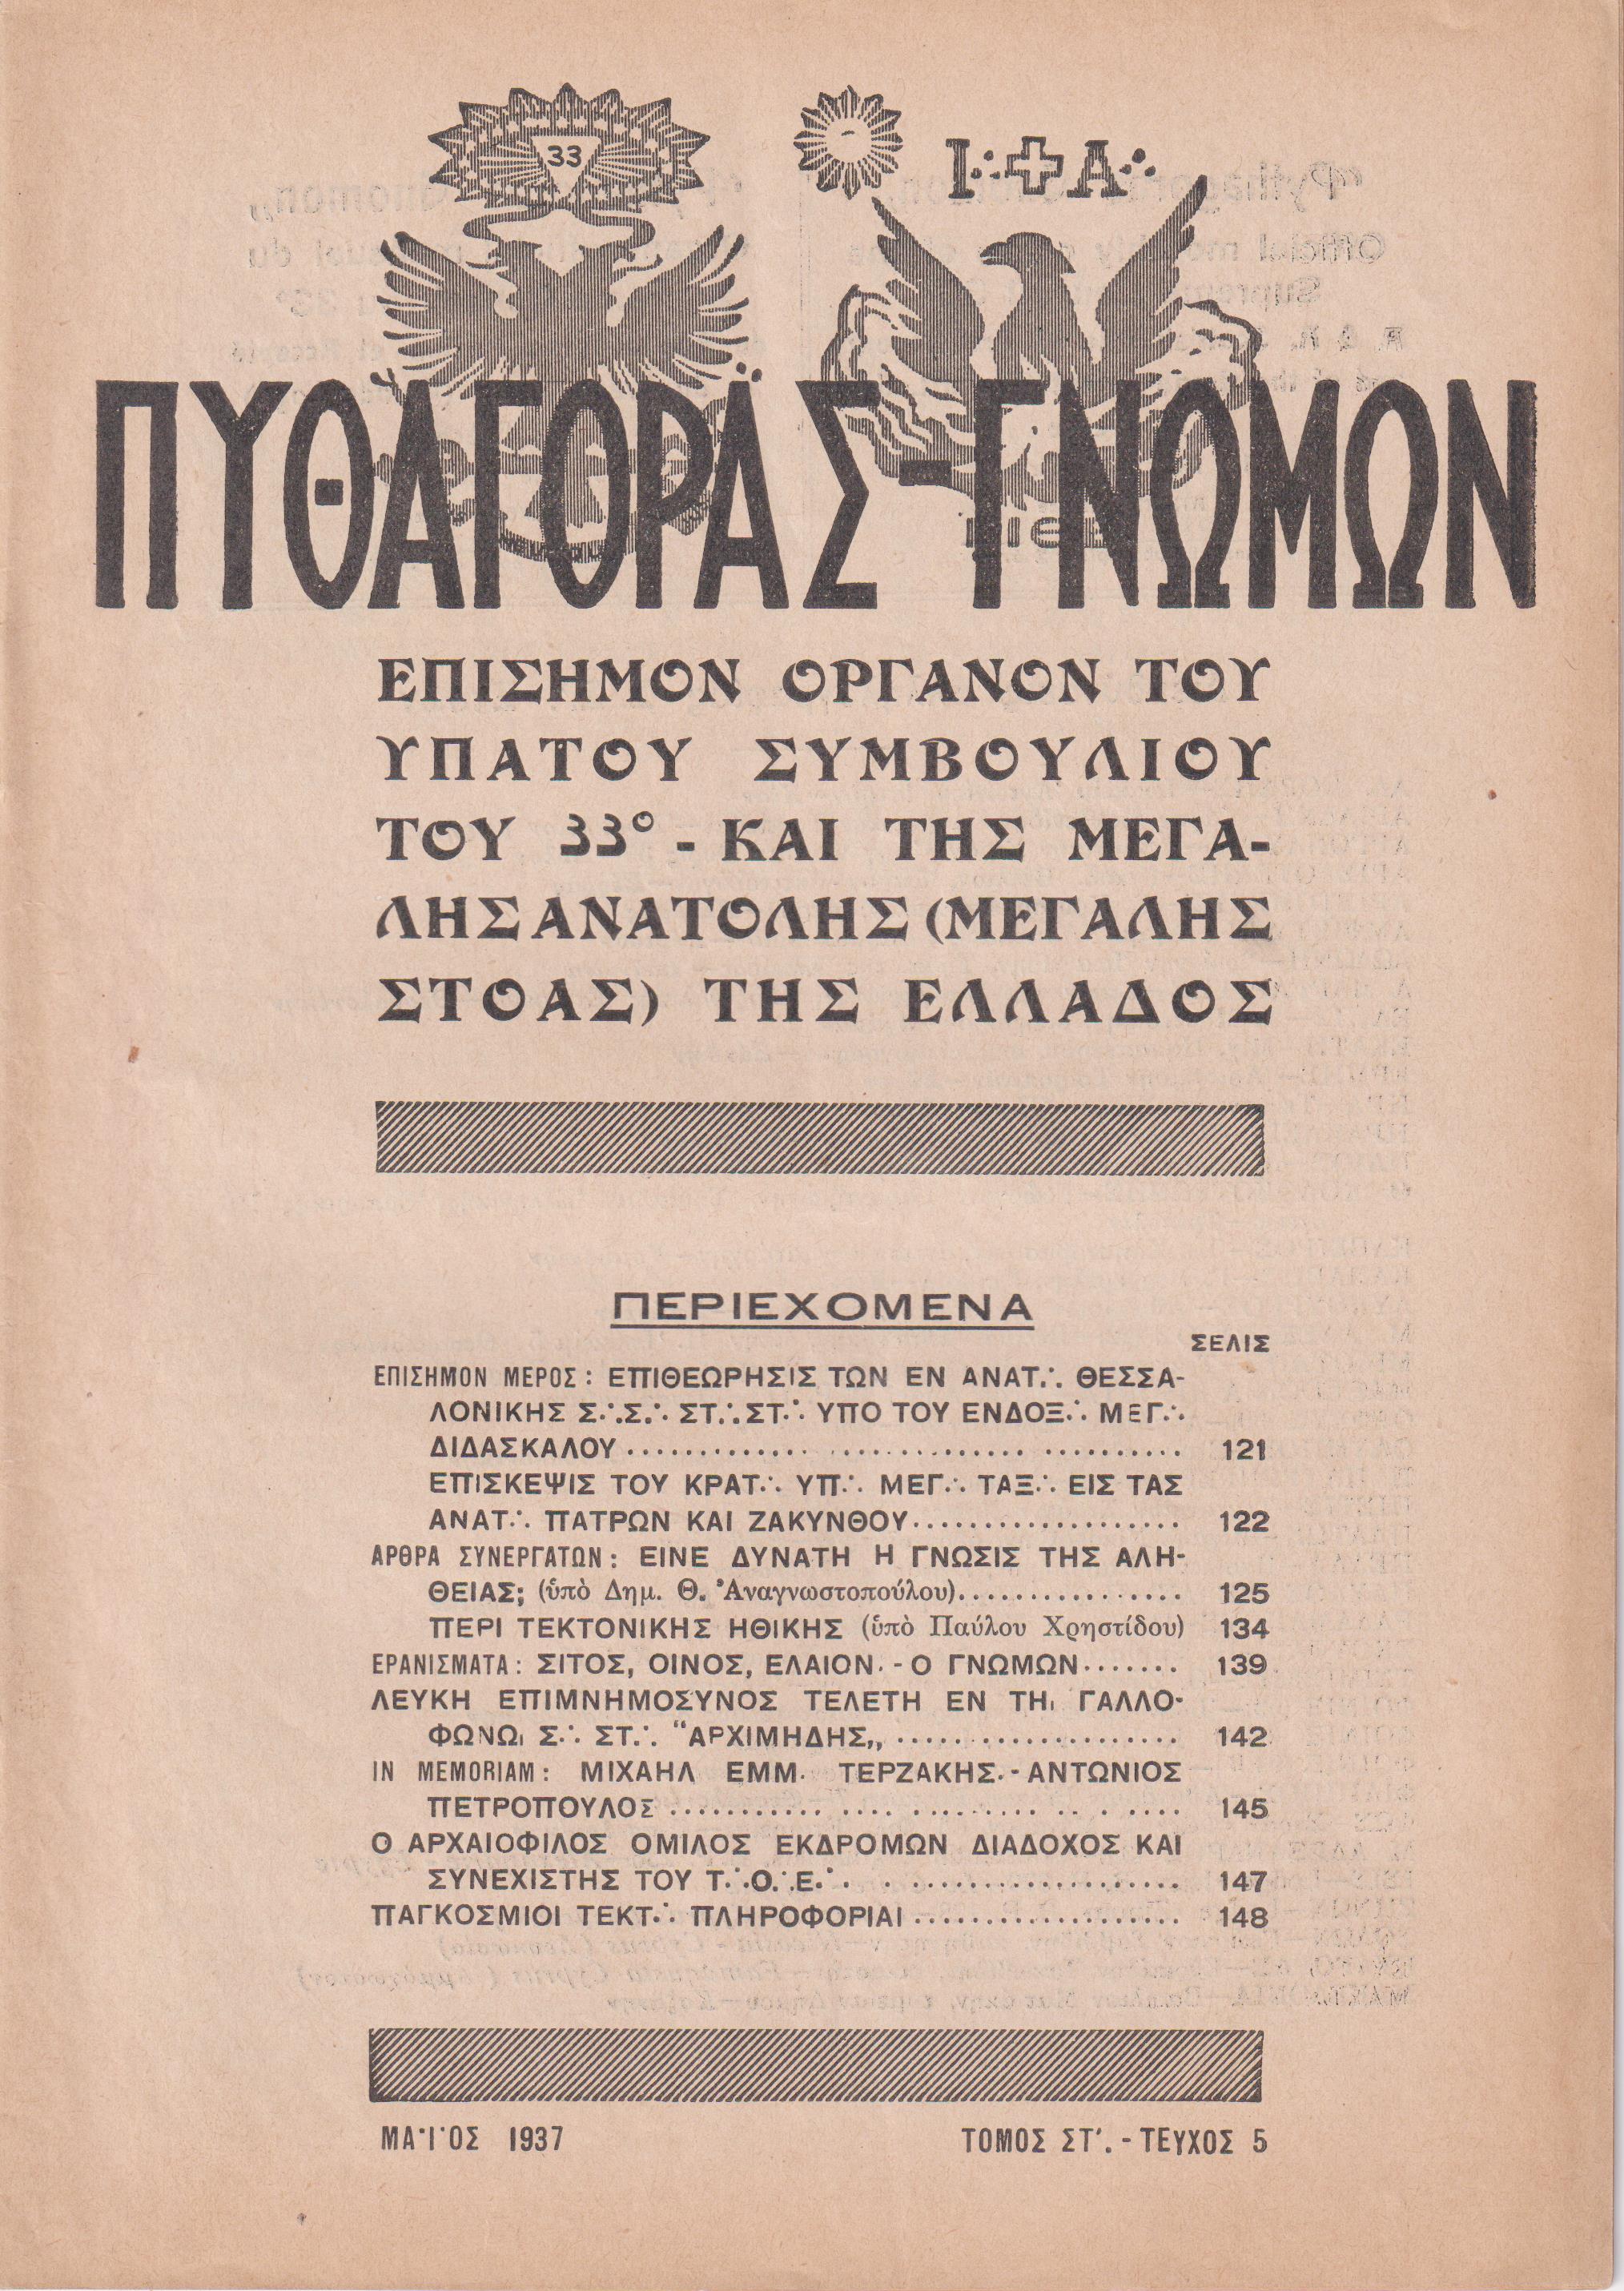 33
Ι∴✚Α∴
ΠΥΘΑΓΟΡΑΣ-ΓΝΩΜΩΝ
ΕΠΙΣΗΜΟΝ ΟΡΓΑΝΟΝ ΤΟΥ
ΥΠΑΤΟΥ ΣΥΜΒΟΥΛΙΟΥ
ΤΟΥ 33° - ΚΑΙ ΤΗΣ ΜΕΓΑ-
ΛΗΣ ΑΝΑΤΟΛΗΣ (ΜΕΓΑΛΗΣ
ΣΤΟΑΣ) ΤΗΣ ΕΛΛΑΔΟΣ
ΠΕΡΙΕΧΟΜΕΝΑ
ΣΕΛΙΣ
ΕΠΙΣΗΜΟΝ ΜΕΡΟΣ: ΕΠΙΘΕΩΡΗΣΙΣ ΤΩΝ ΕΝ ΑΝΑΤ∴ ΘΕΣΣΑ-
ΛΟΝΙΚΗΣ Σ∴Σ∴ ΣΤ∴ΣΤ∴ ΥΠΟ ΤΟΥ ΕΝΔΟΞ∴ ΜΕΓ∴
ΔΙΔΑΣΚΑΛΟΥ ........................................ 121
ΕΠΙΣΚΕΨΙΣ ΤΟΥ ΚΡΑΤ∴ ΥΠ∴ ΜΕΓ∴ ΤΑΞ∴ ΕΙΣ ΤΑΣ
ΑΝΑΤ∴ ΠΑΤΡΩΝ ΚΑΙ ΖΑΚΥΝΘΟΥ................... 122
ΑΡΘΡΑ ΣΥΝΕΡΓΑΤΩΝ: ΕΙΝΕ ΔΥΝΑΤΗ Η ΓΝΩΣΙΣ ΤΗΣ ΑΛΗ-
ΘΕΙΑΣ; (ὑπὸ Δημ. Θ. Ἀναγνωστοπούλου)................ 125
ΠΕΡΙ ΤΕΚΤΟΝΙΚΗΣ ΗΘΙΚΗΣ (ὑπὸ Παύλου Χρηστίδου) 134
ΕΡΑΝΙΣΜΑΤΑ: ΣΙΤΟΣ, ΟΙΝΟΣ, ΕΛΑΙΟΝ.-Ο ΓΝΩΜΩΝ....... 139
ΛΕΥΚΗ ΕΠΙΜΝΗΜΟΣΥΝΟΣ ΤΕΛΕΤΗ ΕΝ ΤΗι ΓΑΛΛΟ-
ΦΩΝΩι Σ∴ ΣΤ∴ "ΑΡΧΙΜΗΔΗΣ,, .................... 142
IN MEMORIAM: ΜΙΧΑΗΛ ΕΜΜ. ΤΕΡΖΑΚΗΣ.-ΑΝΤΩΝΙΟΣ
ΠΕΤΡΟΠΟΥΛΟΣ .................................. 145
Ο ΑΡΧΑΙΟΦΙΛΟΣ ΟΜΙΛΟΣ ΕΚΔΡΟΜΩΝ ΔΙΑΔΟΧΟΣ ΚΑΙ
ΣΥΝΕΧΙΣΤΗΣ ΤΟΥ Τ∴Ο∴Ε∴ . . ................... 147
ΠΑΓΚΟΣΜΙΟΙ ΤΕΚΤ∴ ΠΛΗΡΟΦΟΡΙΑΙ ................... 148
ΜΑ·Ι·ΟΣ 1937
ΤΟΜΟΣ ΣΤ'.-ΤΕΥΧΟΣ 5